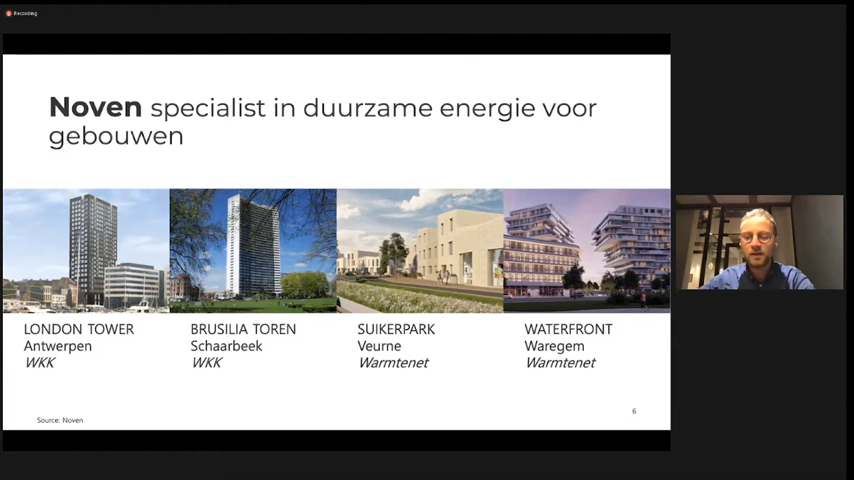 Recording
Noven specialist in duurzame energie voor
gebouwen
LONDON TOWER
Antwerpen
WKK
BRUSILIA TOREN
Schaarbeek
WKK
SUIKERPARK
Veurne
Warmtenet
WATERFRONT
Waregem
Warmtenet
6
Source: Noven